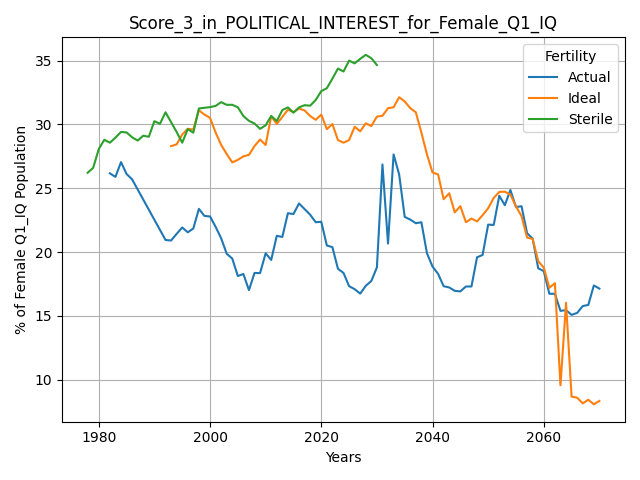 Score_3_in_POLITICAL_INTEREST_for_Female_Q1_IQ
% of Female Q1_IQ Population
35
30
25
20
15
10
Fertility
Actual
Ideal
Sterile
1980 2000 2020 2040 2060
Years